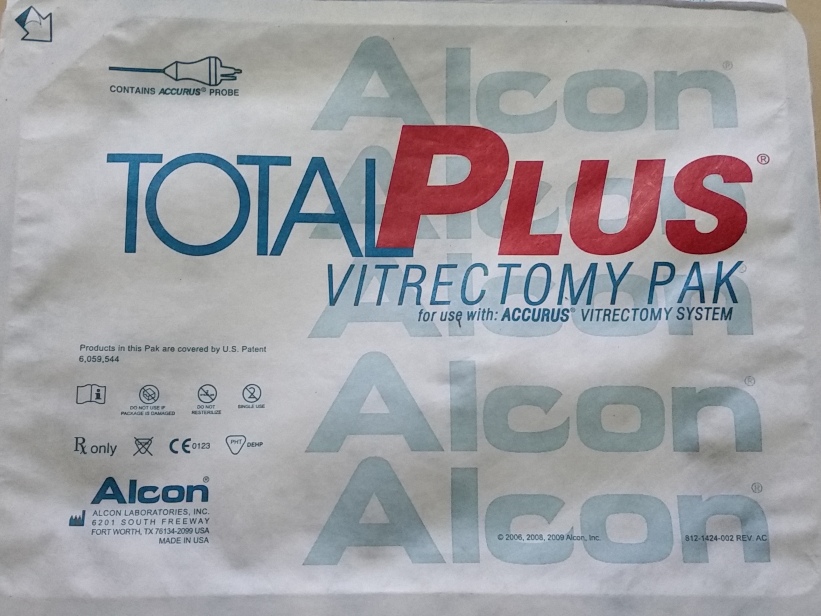 Alcon®
CONTAINS ACCURUS® PROBE
Alcon
TOTALPLUS®
Alcon
VITRECTOMY PAK
for use with: ACCURUS® VITRECTOMY SYSTEM
Products in this Pak are covered by U.S. Patent
6,059,544
Alcon®
i
DO NOT USE IF
PACKAGE IS DAMAGED
DO NOT
RESTERILIZE
SINGLE USE
2
Rx only
CE0123
PHT
DEHP
Alcon®
Alcon®
ALCON LABORATORIES, INC.
6201 SOUTH FREEWAY
FORT WORTH, TX 76134-2099 USA
MADE IN USA
© 2006, 2008, 2009 Alcon, Inc.
812-1424-002 REV. AC